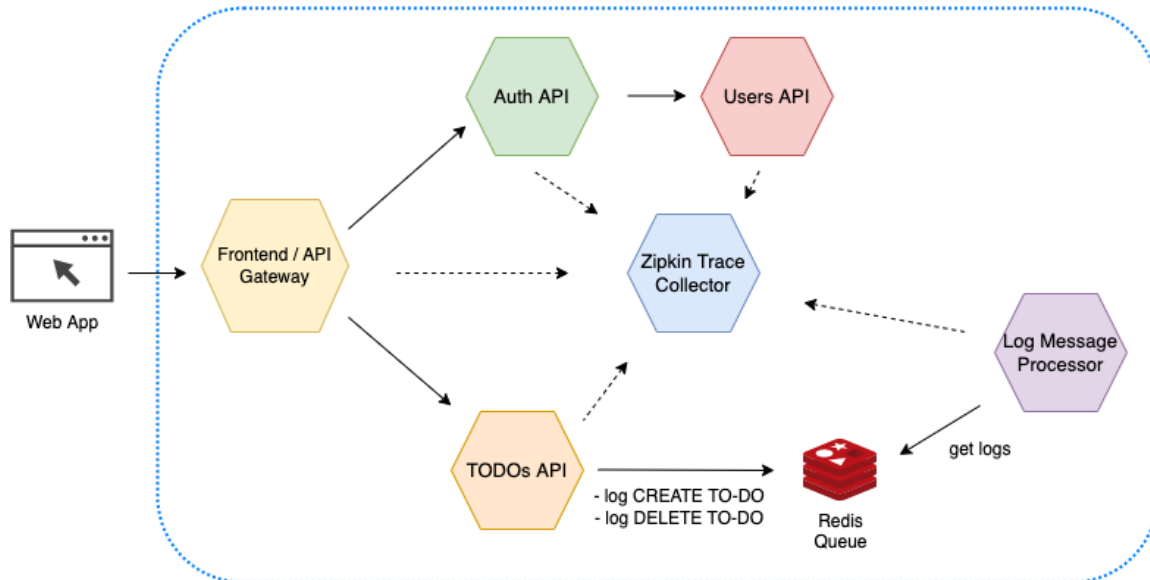 Auth API
Users API
Frontend / API
Gateway
Zipkin Trace
Collector
Web App
Log Message
Processor
TODOs API
get logs
- log CREATE TO-DO
- log DELETE TO-DO
Redis
Queue